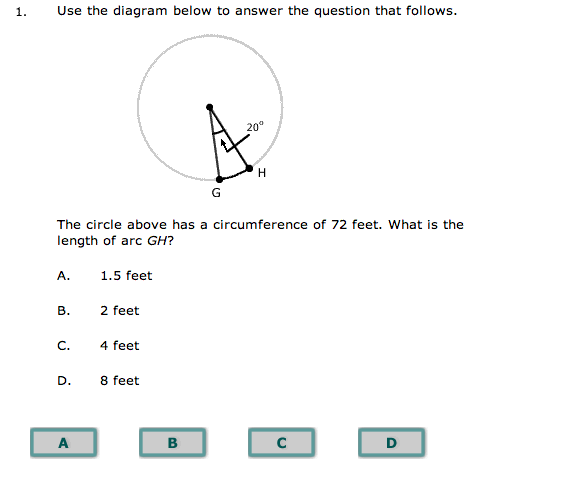 1. Use the diagram below to answer the question that follows.
20°
H
G
The circle above has a circumference of 72 feet. What is the
length of arc GH?
A. 1.5 feet
B. 2 feet
C. 4 feet
D. 8 feet
A B C D